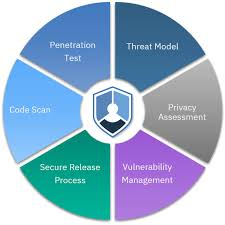 Penetration
Test
Threat Model
Code Scan
Privacy
Assessment
Secure Release
Process
Vulnerability
Management